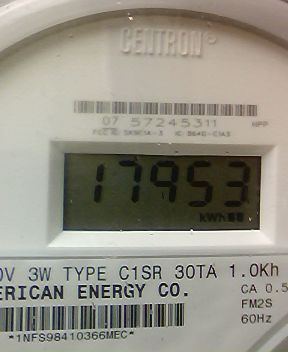 CENTRON®
07 57245311 NPP
17953
kWh
0V 3W TYPE C1SR 30TA 1.0Kh
ERICAN ENERGY CO. CA 0.5
FM2S
60Hz
*1NFS98410366MEC*